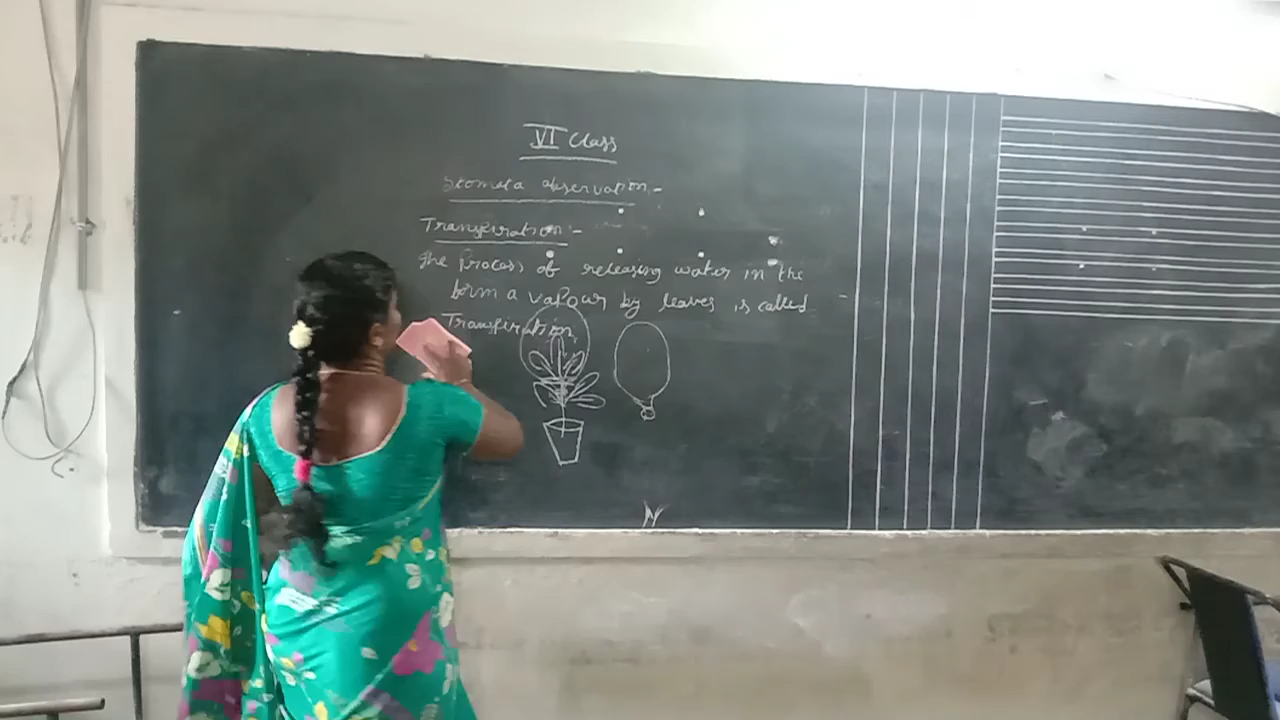 VI Class
Stomata observation:-
Transpiration:-
The Process of releasing water in the
form a vapour by leaves is called
Transpiration